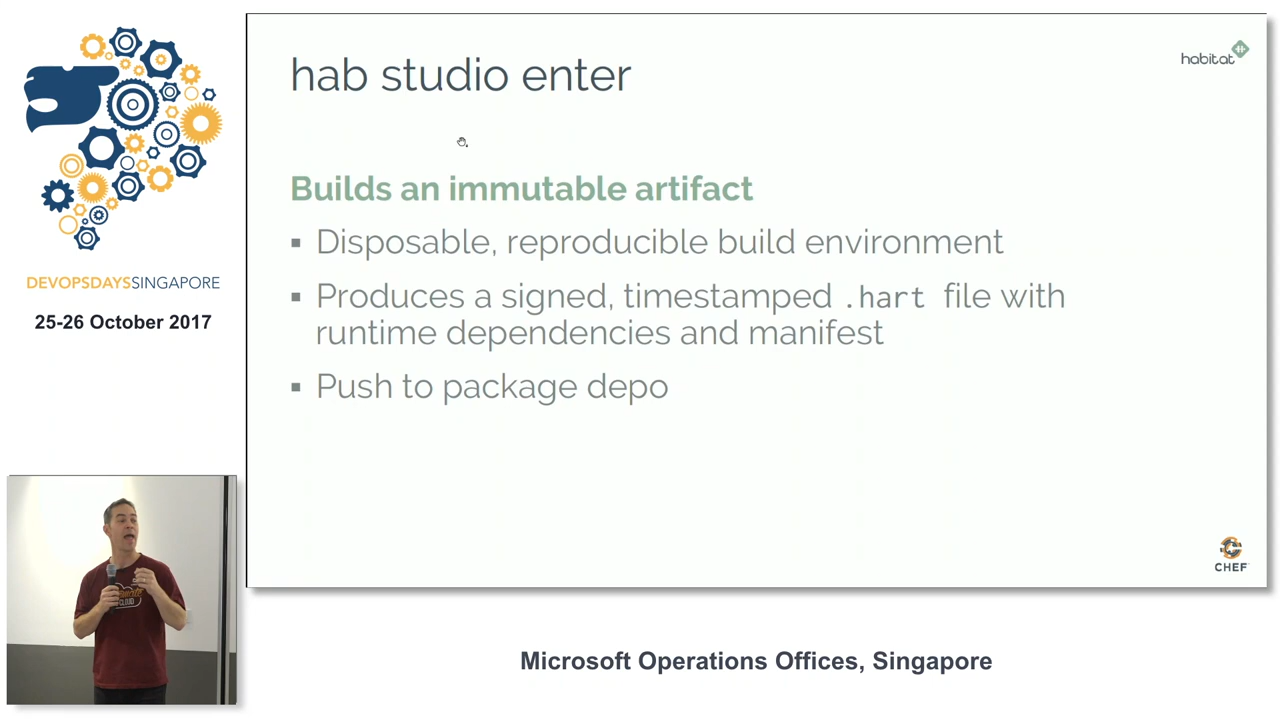 DEVOPSDAYSSINGAPORE
25-26 October 2017
hab studio enter
habitat
Builds an immutable artifact
▪ Disposable, reproducible build environment
▪ Produces a signed, timestamped .hart file with
runtime dependencies and manifest
▪ Push to package depo
CHEF
CLOUD
Microsoft Operations Offices, Singapore